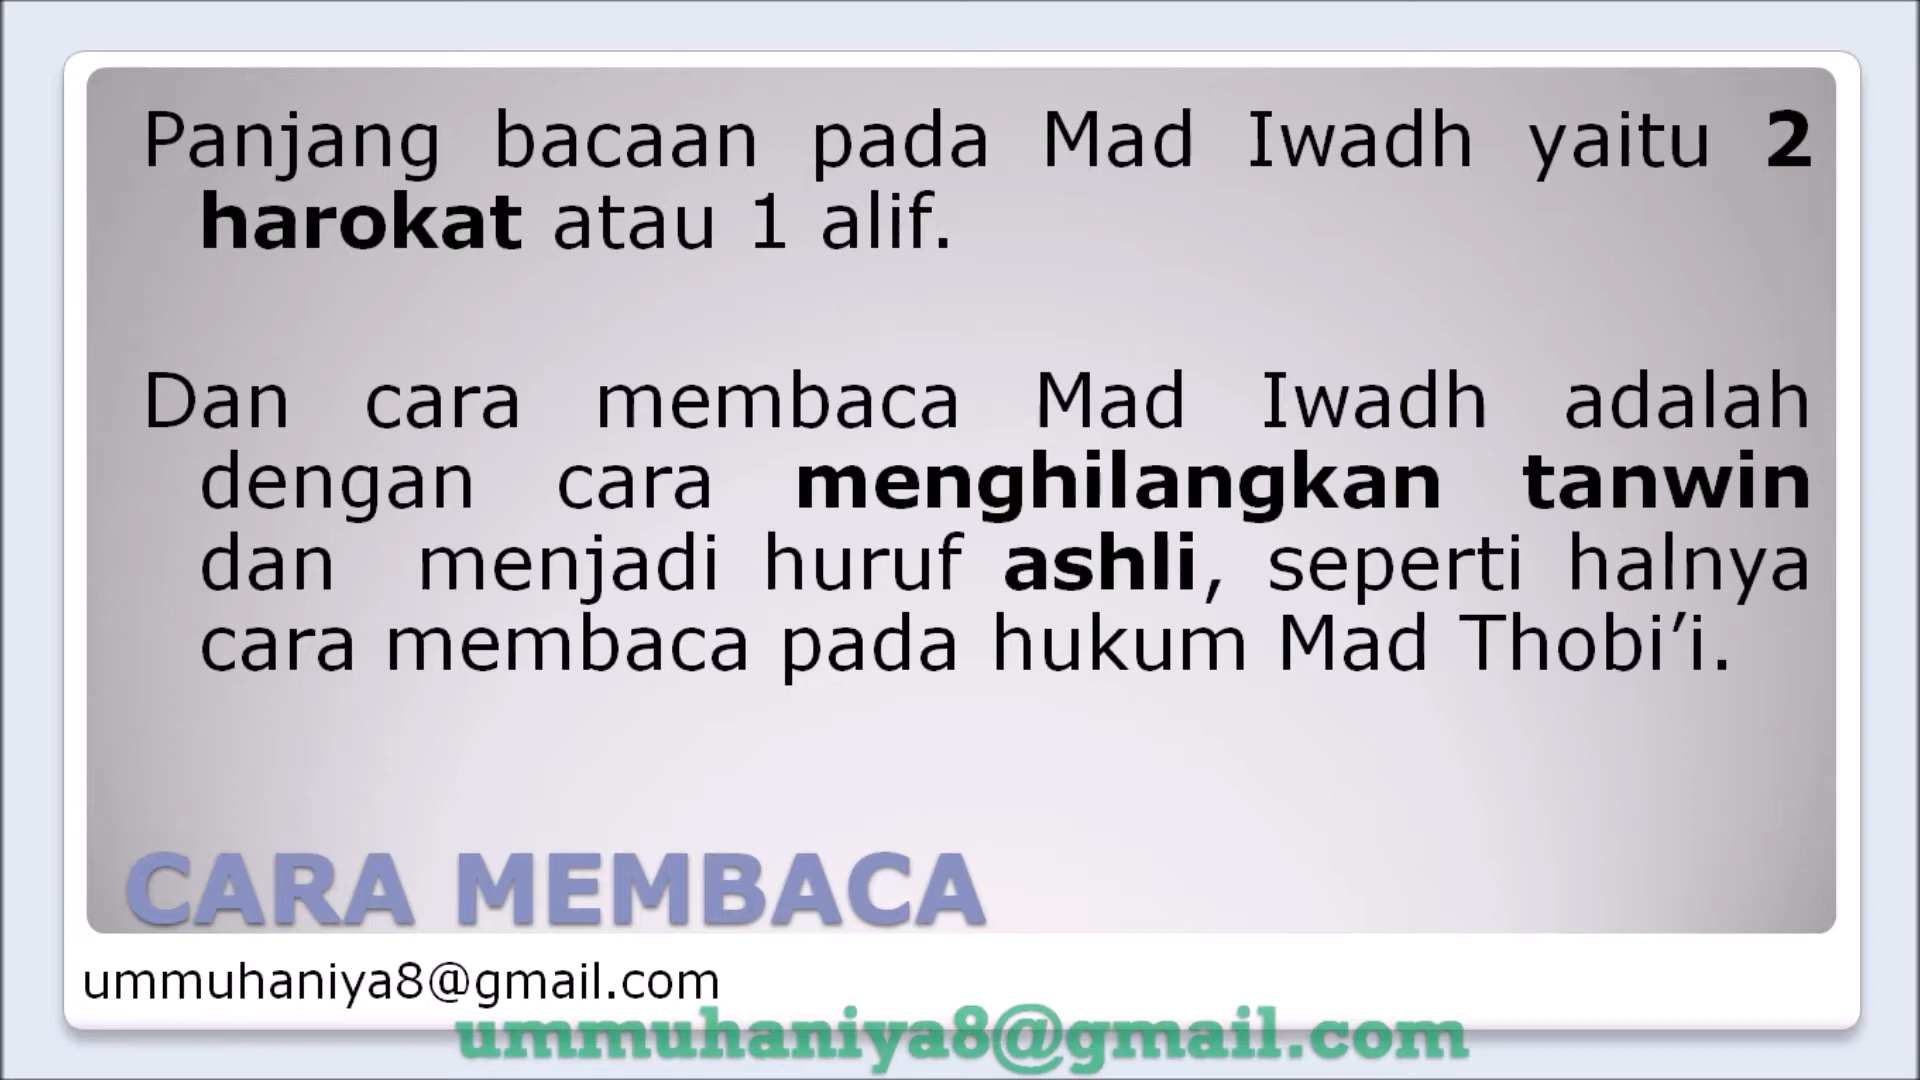 Panjang bacaan pada Mad Iwadh yaitu 2
harokat atau 1 alif.
Dan cara membaca Mad Iwadh adalah
dengan cara menghilangkan tanwin
dan menjadi huruf ashli, seperti halnya
cara membaca pada hukum Mad Thobi’i.
CARA MEMBACA
ummuhaniya8@gmail.com
ummuhaniya8@gmail.com